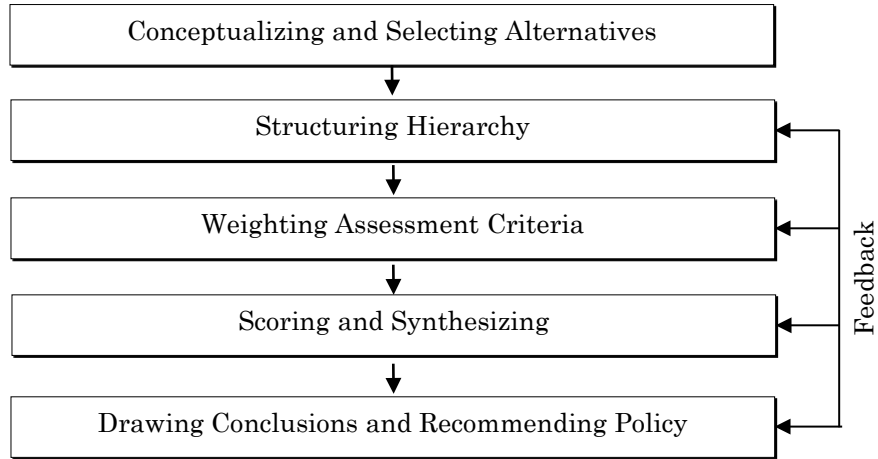 Conceptualizing and Selecting Alternatives
Structuring Hierarchy
Weighting Assessment Criteria
Scoring and Synthesizing
Drawing Conclusions and Recommending Policy
Feedback